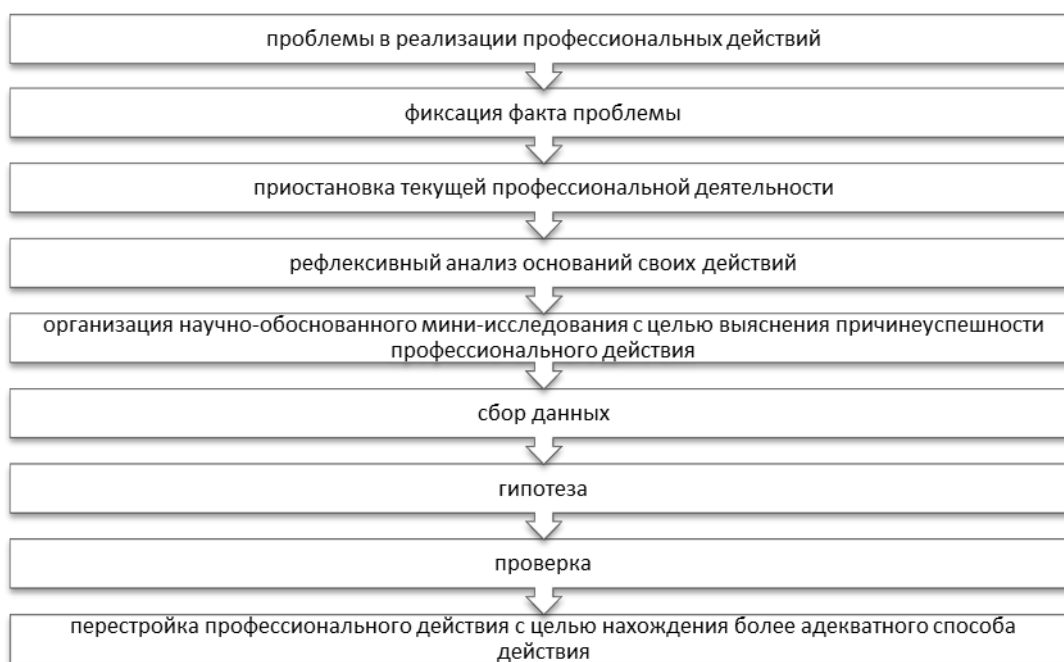 проблемы в реализации профессиональных действий
фиксация факта проблемы
приостановка текущей профессиональной деятельности
рефлексивный анализ оснований своих действий
организация научно-обоснованного мини-исследования с целью выяснения причинеуспешности
профессионального действия
сбор данных
гипотеза
проверка
перестройка профессионального действия с целью нахождения более адекватного способа
действия